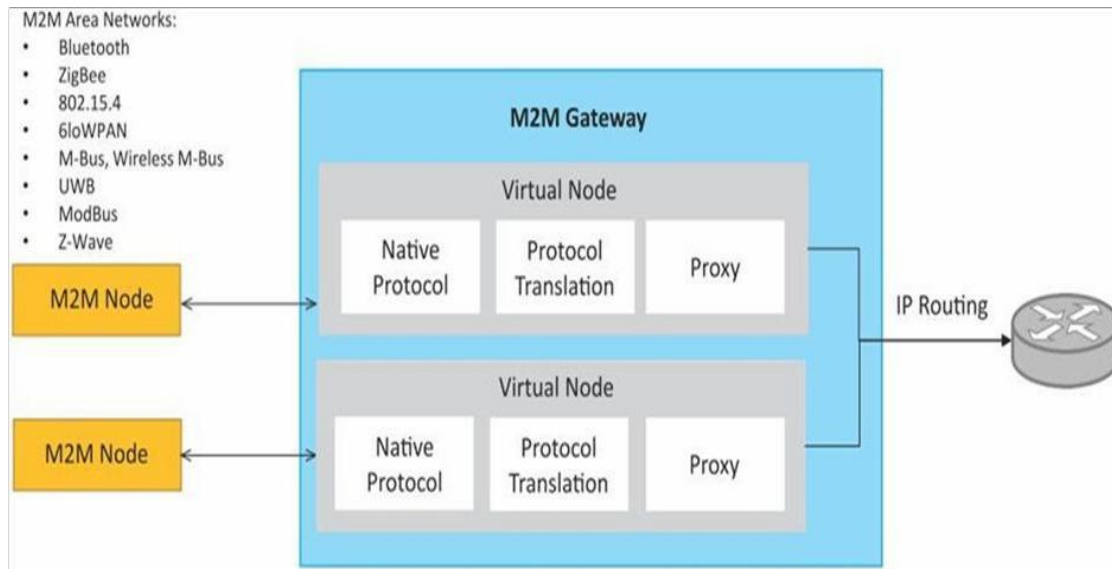 M2M Area Networks:
• Bluetooth
• ZigBee
• 802.15.4
• 6loWPAN
• M-Bus, Wireless M-Bus
• UWB
• ModBus
• Z-Wave
M2M Gateway
Virtual Node
Native
Protocol
Protocol
Translation
Proxy
M2M Node
IP Routing
Virtual Node
Native
Protocol
Protocol
Translation
Proxy
M2M Node